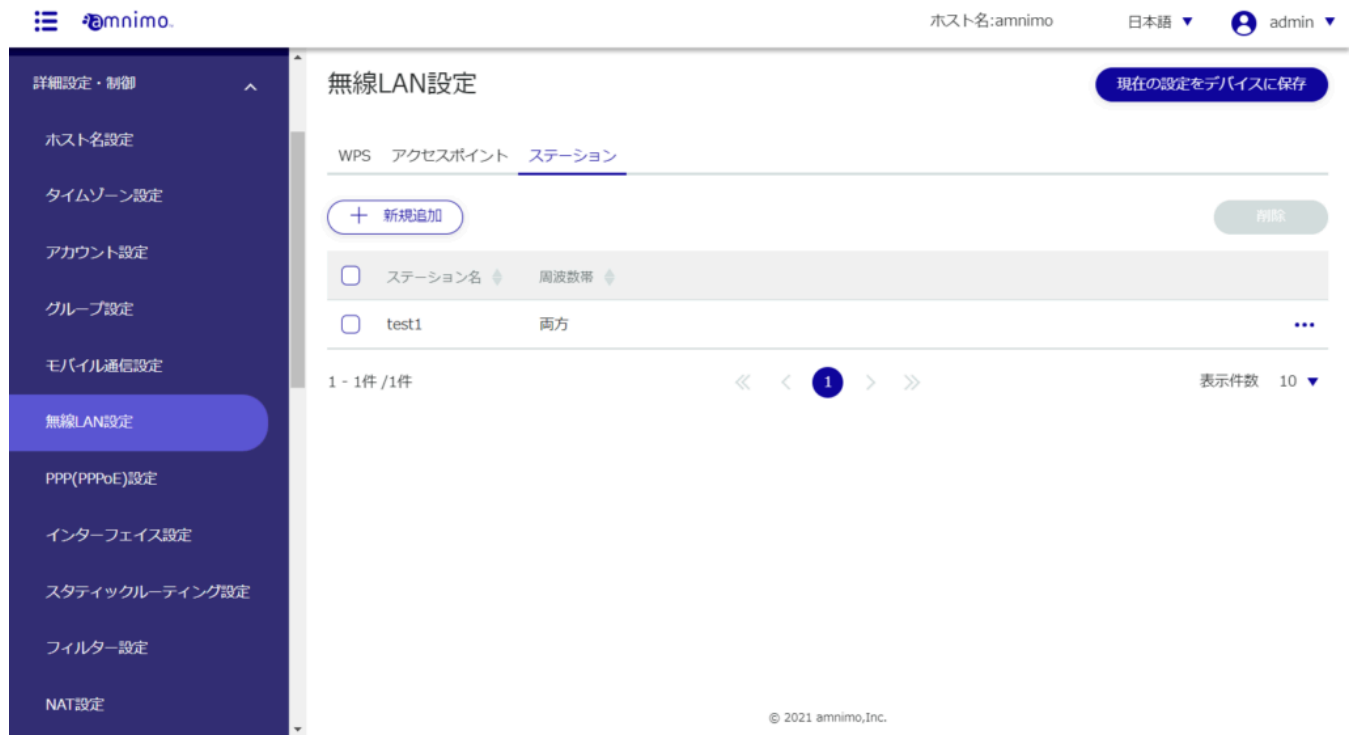 amnimo.
ホスト名:amnimo
日本語 ▼
admin ▼
詳細設定・制御
ホスト名設定
タイムゾーン設定
アカウント設定
グループ設定
モバイル通信設定
無線LAN設定
PPP(PPPoE)設定
インターフェイス設定
スタティックルーティング設定
フィルター設定
NAT設定
無線LAN設定
現在の設定をデバイスに保存
WPS アクセスポイント ステーション
+ 新規追加
削除
ステーション名 周波数帯
test1 両方 •••
1 - 1件 /1件
≪ < 1 > ≫
表示件数 10 ▼
© 2021 amnimo,Inc.